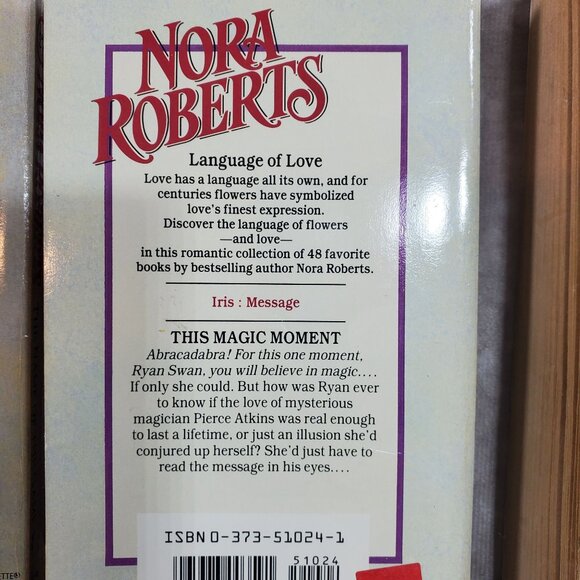 NORA
ROBERTS
Language of Love
Love has a language all its own, and for
centuries flowers have symbolized
love's finest expression.
Discover the language of flowers
—and love—
in this romantic collection of 48 favorite
books by bestselling author Nora Roberts.
Iris : Message
THIS MAGIC MOMENT
Abracadabra! For this one moment,
Ryan Swan, you will believe in magic....
If only she could. But how was Ryan ever
to know if the love of mysterious
magician Pierce Atkins was real enough
to last a lifetime, or just an illusion she'd
conjured up herself? She'd just have to
read the message in his eyes....
ISBN 0-373-51024-1
51024